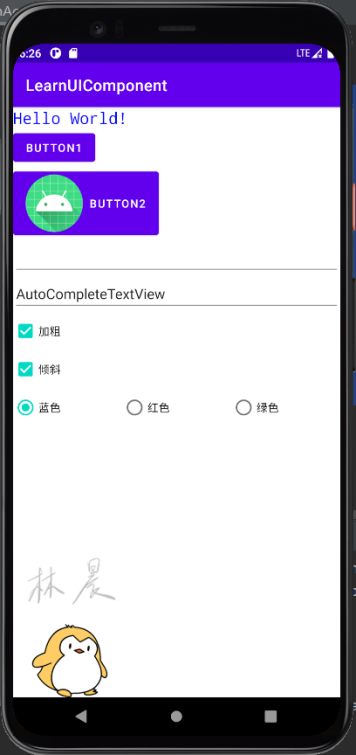 6:26 LTE
LearnUIComponent
Hello World!
BUTTON1
BUTTON2
AutoCompleteTextView
加粗
倾斜
蓝色 红色 绿色
林晨